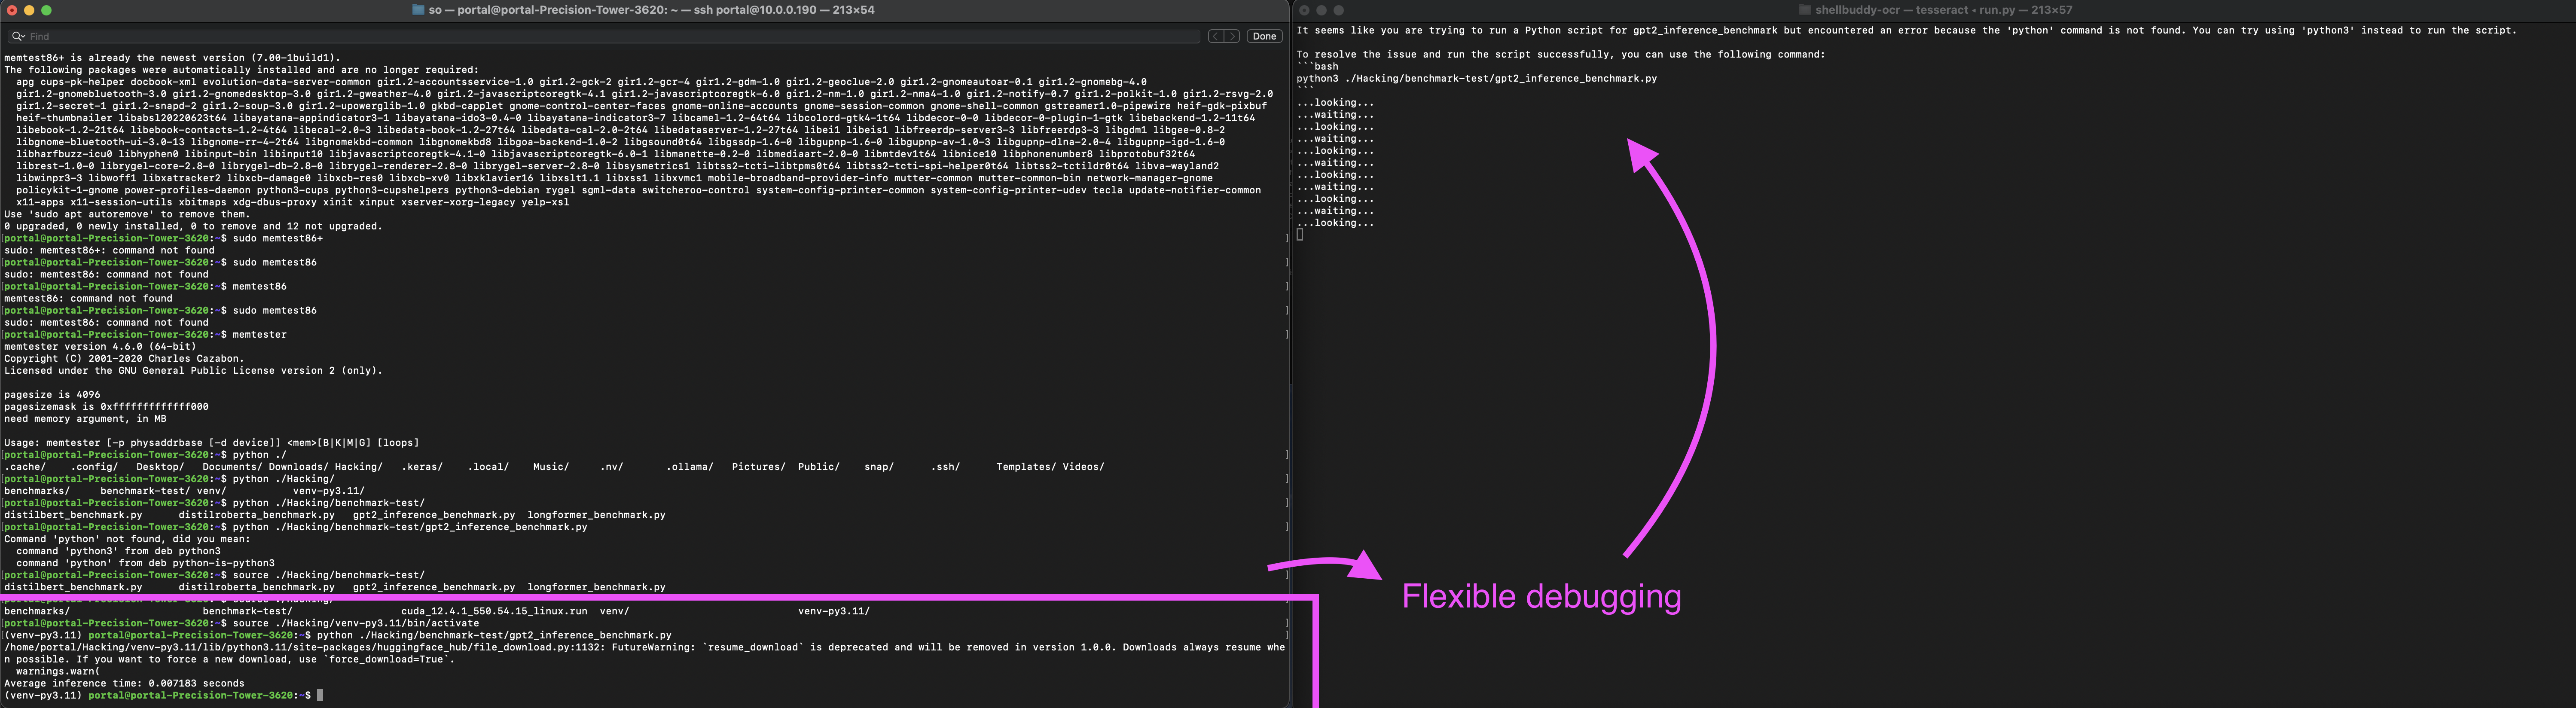 so — portal@portal-Precision-Tower-3620: ~ — ssh portal@10.0.0.190 — 213×54
Find
Done
memtest86+ is already the newest version (7.00-1build1).
The following packages were automatically installed and are no longer required:
  apg cups-pk-helper docbook-xml evolution-data-server-common gir1.2-accountsservice-1.0 gir1.2-gck-2 gir1.2-gcr-4 gir1.2-gdm-1.0 gir1.2-geoclue-2.0 gir1.2-gnomeautoar-0.1 gir1.2-gnomebg-4.0
  gir1.2-gnomebluetooth-3.0 gir1.2-gnomedesktop-3.0 gir1.2-gweather-4.0 gir1.2-javascriptcoregtk-4.1 gir1.2-javascriptcoregtk-6.0 gir1.2-nm-1.0 gir1.2-nma4-1.0 gir1.2-notify-0.7 gir1.2-polkit-1.0 gir1.2-rsvg-2.0
  gir1.2-secret-1 gir1.2-snapd-2 gir1.2-soup-3.0 gir1.2-upowerglib-1.0 gkbd-capplet gnome-control-center-faces gnome-online-accounts gnome-session-common gnome-shell-common gstreamer1.0-pipewire heif-gdk-pixbuf
  heif-thumbnailer libabsl20220623t64 libayatana-appindicator3-1 libayatana-ido3-0.4-0 libayatana-indicator3-7 libcamel-1.2-64t64 libcolord-gtk4-1t64 libdecor-0-0 libdecor-0-plugin-1-gtk libebackend-1.2-11t64
  libebook-1.2-21t64 libebook-contacts-1.2-4t64 libecal-2.0-3 libedata-book-1.2-27t64 libedata-cal-2.0-2t64 libedataserver-1.2-27t64 libei1 libeis1 libfreerdp-server3-3 libfreerdp3-3 libgdm1 libgee-0.8-2
  libgnome-bluetooth-ui-3.0-13 libgnome-rr-4-2t64 libgnomekbd-common libgnomekbd8 libgoa-backend-1.0-2 libgsound0t64 libgssdp-1.6-0 libgupnp-1.6-0 libgupnp-av-1.0-3 libgupnp-dlna-2.0-4 libgupnp-igd-1.6-0
  libharfbuzz-icu0 libhyphen0 libinput-bin libinput10 libjavascriptcoregtk-4.1-0 libjavascriptcoregtk-6.0-1 libmanette-0.2-0 libmediaart-2.0-0 libmtdev1t64 libnice10 libphonenumber8 libprotobuf32t64
  librest-1.0-0 librygel-core-2.8-0 librygel-db-2.8-0 librygel-renderer-2.8-0 librygel-server-2.8-0 libsysmetrics1 libtss2-tcti-libtpms0t64 libtss2-tcti-spi-helper0t64 libtss2-tctildr0t64 libva-wayland2
  libwinpr3-3 libwoff1 libxatracker2 libxcb-damage0 libxcb-res0 libxcb-xv0 libxklavier16 libxslt1.1 libxss1 libxvmc1 mobile-broadband-provider-info mutter-common mutter-common-bin network-manager-gnome
  policykit-1-gnome power-profiles-daemon python3-cups python3-cupshelpers python3-debian rygel sgml-data switcheroo-control system-config-printer-common system-config-printer-udev tecla update-notifier-common
  x11-apps x11-session-utils xbitmaps xdg-dbus-proxy xinit xinput xserver-xorg-legacy yelp-xsl
Use 'sudo apt autoremove' to remove them.
0 upgraded, 0 newly installed, 0 to remove and 12 not upgraded.
[portal@portal-Precision-Tower-3620:~$ sudo memtest86+ ]
sudo: memtest86+: command not found
[portal@portal-Precision-Tower-3620:~$ sudo memtest86 ]
sudo: memtest86: command not found
[portal@portal-Precision-Tower-3620:~$ memtest86 ]
memtest86: command not found
[portal@portal-Precision-Tower-3620:~$ sudo memtest86 ]
sudo: memtest86: command not found
[portal@portal-Precision-Tower-3620:~$ memtester ]
memtester version 4.6.0 (64-bit)
Copyright (C) 2001-2020 Charles Cazabon.
Licensed under the GNU General Public License version 2 (only).
pagesize is 4096
pagesizemask is 0xfffffffffffff000
need memory argument, in MB
Usage: memtester [-p physaddrbase [-d device]] <mem>[B|K|M|G] [loops]
[portal@portal-Precision-Tower-3620:~$ python ./ ]
.cache/ .config/ Desktop/ Documents/ Downloads/ Hacking/ .keras/ .local/ Music/ .nv/ .ollama/ Pictures/ Public/ snap/ .ssh/ Templates/ Videos/
[portal@portal-Precision-Tower-3620:~$ python ./Hacking/ ]
benchmarks/ benchmark-test/ venv/ venv-py3.11/
[portal@portal-Precision-Tower-3620:~$ python ./Hacking/benchmark-test/ ]
distilbert_benchmark.py distilroberta_benchmark.py gpt2_inference_benchmark.py longformer_benchmark.py
[portal@portal-Precision-Tower-3620:~$ python ./Hacking/benchmark-test/gpt2_inference_benchmark.py ]
Command 'python' not found, did you mean:
  command 'python3' from deb python3
  command 'python' from deb python-is-python3
[portal@portal-Precision-Tower-3620:~$ source ./Hacking/benchmark-test/ ]
distilbert_benchmark.py distilroberta_benchmark.py gpt2_inference_benchmark.py longformer_benchmark.py
benchmarks/ benchmark-test/ cuda_12.4.1_550.54.15_linux.run venv/ venv-py3.11/
[portal@portal-Precision-Tower-3620:~$ source ./Hacking/venv-py3.11/bin/activate ]
[(venv-py3.11) portal@portal-Precision-Tower-3620:~$ python ./Hacking/benchmark-test/gpt2_inference_benchmark.py ]
/home/portal/Hacking/venv-py3.11/lib/python3.11/site-packages/huggingface_hub/file_download.py:1132: FutureWarning: `resume_download` is deprecated and will be removed in version 1.0.0. Downloads always resume whe
n possible. If you want to force a new download, use `force_download=True`.
  warnings.warn(
Average inference time: 0.007183 seconds
(venv-py3.11) portal@portal-Precision-Tower-3620:~$
shellbuddy-ocr — tesseract • run.py — 213×57
It seems like you are trying to run a Python script for gpt2_inference_benchmark but encountered an error because the 'python' command is not found. You can try using 'python3' instead to run the script.
To resolve the issue and run the script successfully, you can use the following command:
```bash
python3 ./Hacking/benchmark-test/gpt2_inference_benchmark.py
```
...looking...
...waiting...
...looking...
...waiting...
...looking...
...waiting...
...looking...
...waiting...
...looking...
...waiting...
...looking...
Flexible debugging